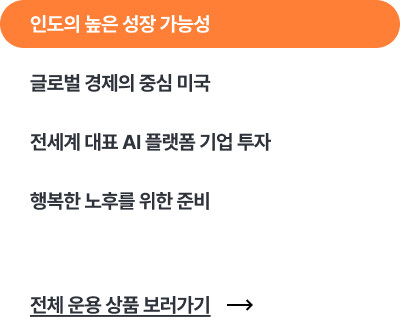 인도의 높은 성장 가능성
글로벌 경제의 중심 미국
전세계 대표 AI 플랫폼 기업 투자
행복한 노후를 위한 준비
전체 운용 상품 보러가기